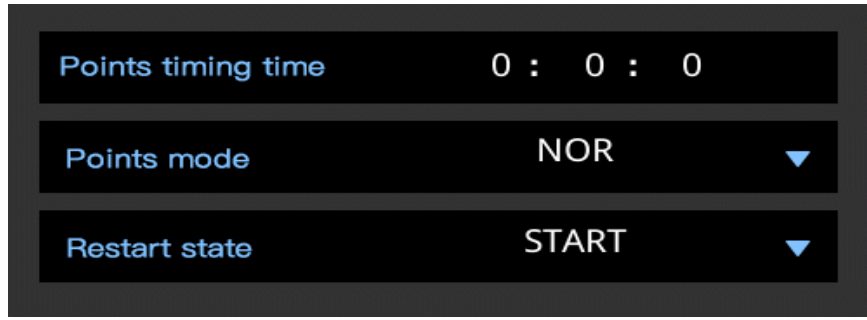 Points timing time 0 : 0 : 0
Points mode NOR
Restart state START